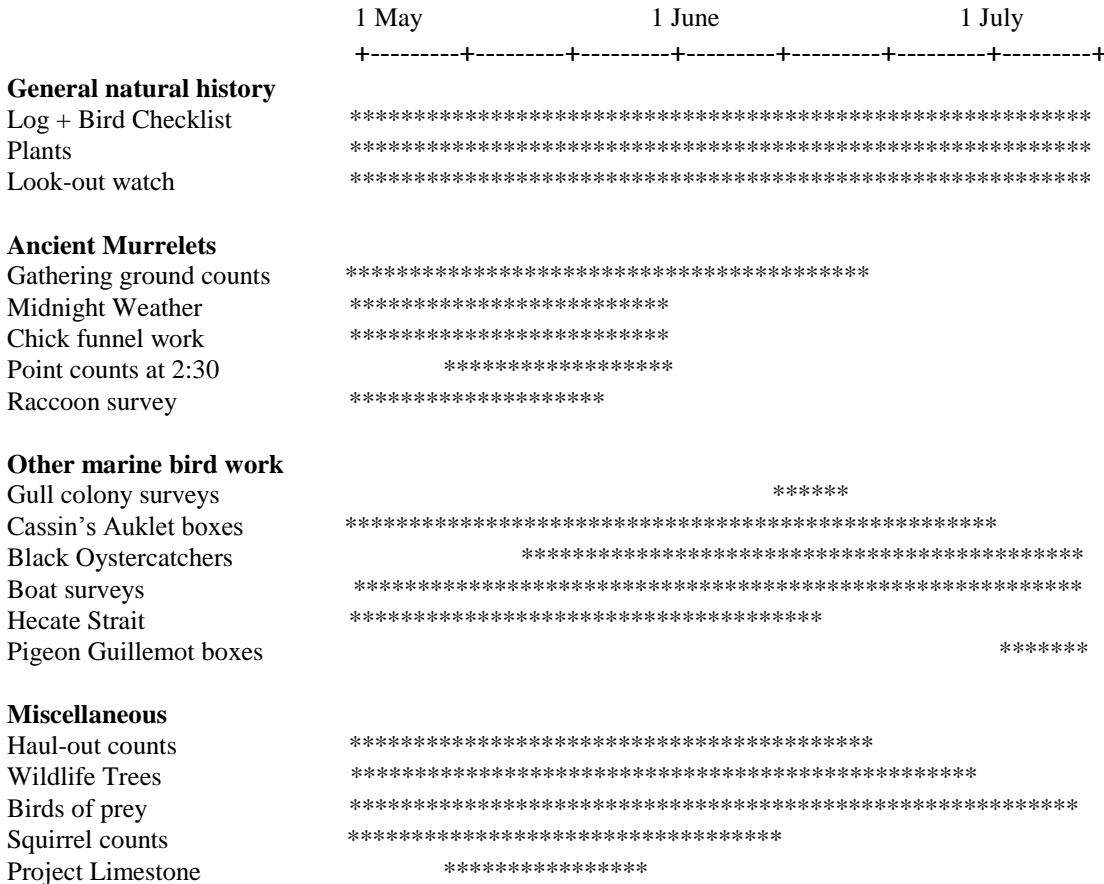 1 May 1 June 1 July
+---------+---------+---------+---------+---------+---------+---------+
General natural history
Log + Bird Checklist **********************************************************
Plants **********************************************************
Look-out watch **********************************************************
Ancient Murrelets
Gathering ground counts *****************************************
Midnight Weather *************************
Chick funnel work *************************
Point counts at 2:30 ******************
Raccoon survey ********************
Other marine bird work
Gull colony surveys ******
Cassin's Auklet boxes ***************************************************
Black Oystercatchers ********************************************
Boat surveys *********************************************************
Hecate Strait *************************************
Pigeon Guillemot boxes *******
Miscellaneous
Haul-out counts *****************************************
Wildlife Trees *************************************************
Birds of prey *********************************************************
Squirrel counts **********************************
Project Limestone ****************